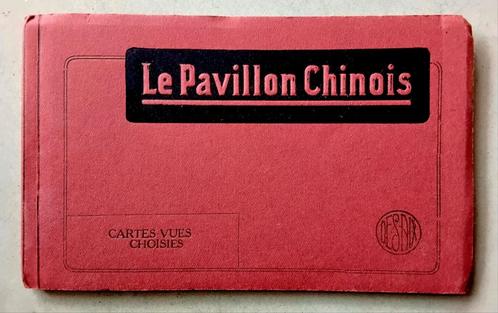 Le Pavillon Chinois
CARTES-VUES
CHOISIES
DESAIX